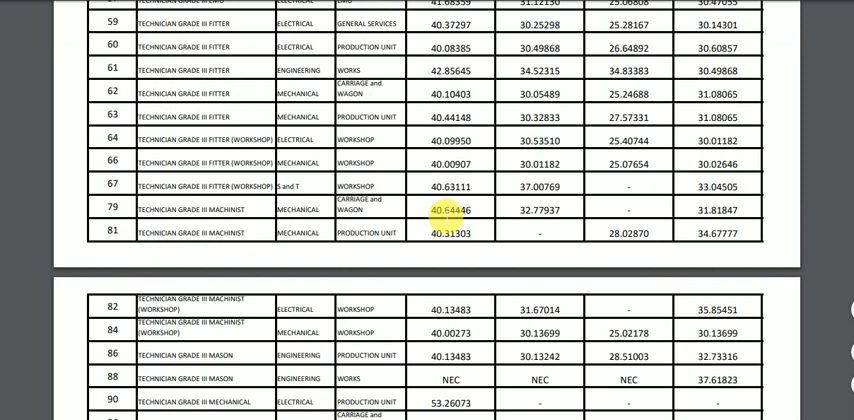 41.68359 31.12130 25.06808 30.47055
59 TECHNICIAN GRADE III FITTER ELECTRICAL GENERAL SERVICES 40.37297 30.25298 25.28167 30.14301
60 TECHNICIAN GRADE III FITTER ELECTRICAL PRODUCTION UNIT 40.08385 30.49868 26.64892 30.60857
61 TECHNICIAN GRADE III FITTER ENGINEERING WORKS 42.85645 34.52315 34.83383 30.49868
62 TECHNICIAN GRADE III FITTER MECHANICAL CARRIAGE and WAGON 40.10403 30.05489 25.24688 31.08065
63 TECHNICIAN GRADE III FITTER MECHANICAL PRODUCTION UNIT 40.44148 30.32833 27.57331 31.08065
64 TECHNICIAN GRADE III FITTER (WORKSHOP) ELECTRICAL WORKSHOP 40.09950 30.53510 25.40744 30.01182
66 TECHNICIAN GRADE III FITTER (WORKSHOP) MECHANICAL WORKSHOP 40.00907 30.01182 25.07654 30.02646
67 TECHNICIAN GRADE III FITTER (WORKSHOP) S and T WORKSHOP 40.63111 37.00769 - 33.04505
79 TECHNICIAN GRADE III MACHINIST MECHANICAL CARRIAGE and WAGON 40.64446 32.77937 - 31.81847
81 TECHNICIAN GRADE III MACHINIST MECHANICAL PRODUCTION UNIT 40.31303 - 28.02870 34.67777
82 TECHNICIAN GRADE III MACHINIST (WORKSHOP) ELECTRICAL WORKSHOP 40.13483 31.67014 - 35.85451
84 TECHNICIAN GRADE III MACHINIST (WORKSHOP) MECHANICAL WORKSHOP 40.00273 30.13699 25.02178 30.13699
86 TECHNICIAN GRADE III MASON ENGINEERING PRODUCTION UNIT 40.13483 30.13242 28.51003 32.73316
88 TECHNICIAN GRADE III MASON ENGINEERING WORKS NEC NEC NEC 37.61823
90 TECHNICIAN GRADE III MECHANICAL ELECTRICAL PRODUCTION UNIT 53.26073 - - -
CARRIAGE and